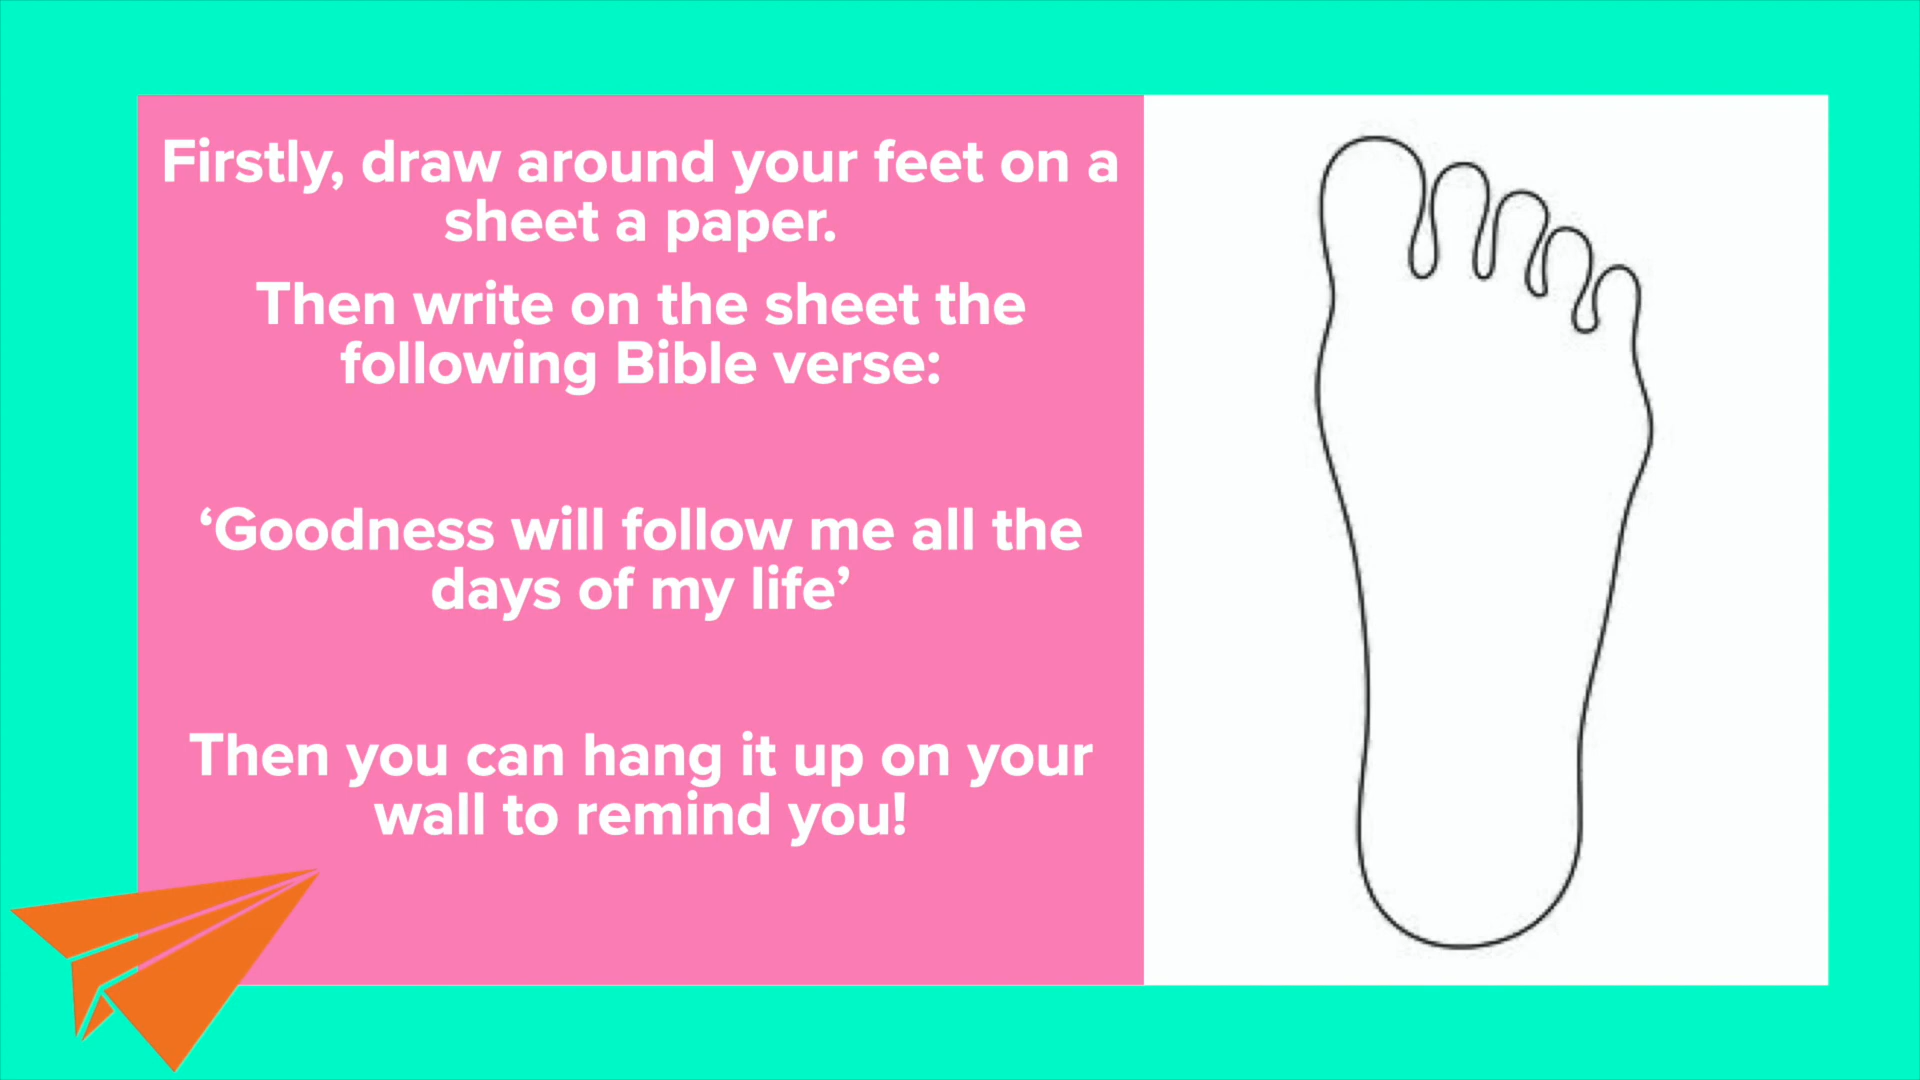 Firstly, draw around your feet on a
sheet a paper.
Then write on the sheet the
following Bible verse:
‘Goodness will follow me all the
days of my life’
Then you can hang it up on your
wall to remind you!